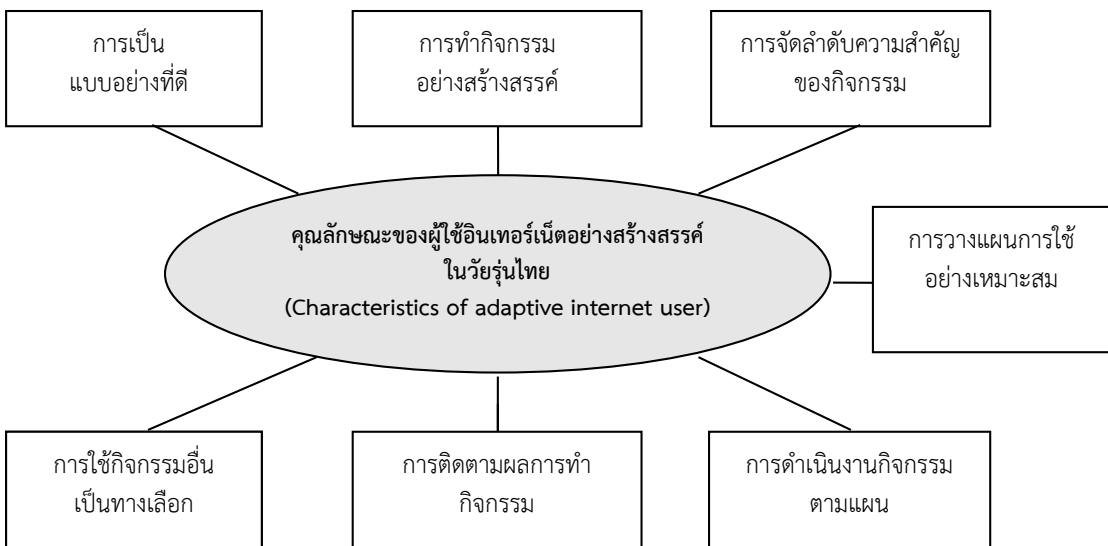 การเป็น
แบบอย่างที่ดี
การทำกิจกรรม
อย่างสร้างสรรค์
การจัดลำดับความสำคัญ
ของกิจกรรม
คุณลักษณะของผู้ใช้อินเทอร์เน็ตอย่างสร้างสรรค์
ในวัยรุ่นไทย
(Characteristics of adaptive internet user)
การวางแผนการใช้
อย่างเหมาะสม
การใช้กิจกรรมอื่น
เป็นทางเลือก
การติดตามผลการทำ
กิจกรรม
การดำเนินงานกิจกรรม
ตามแผน